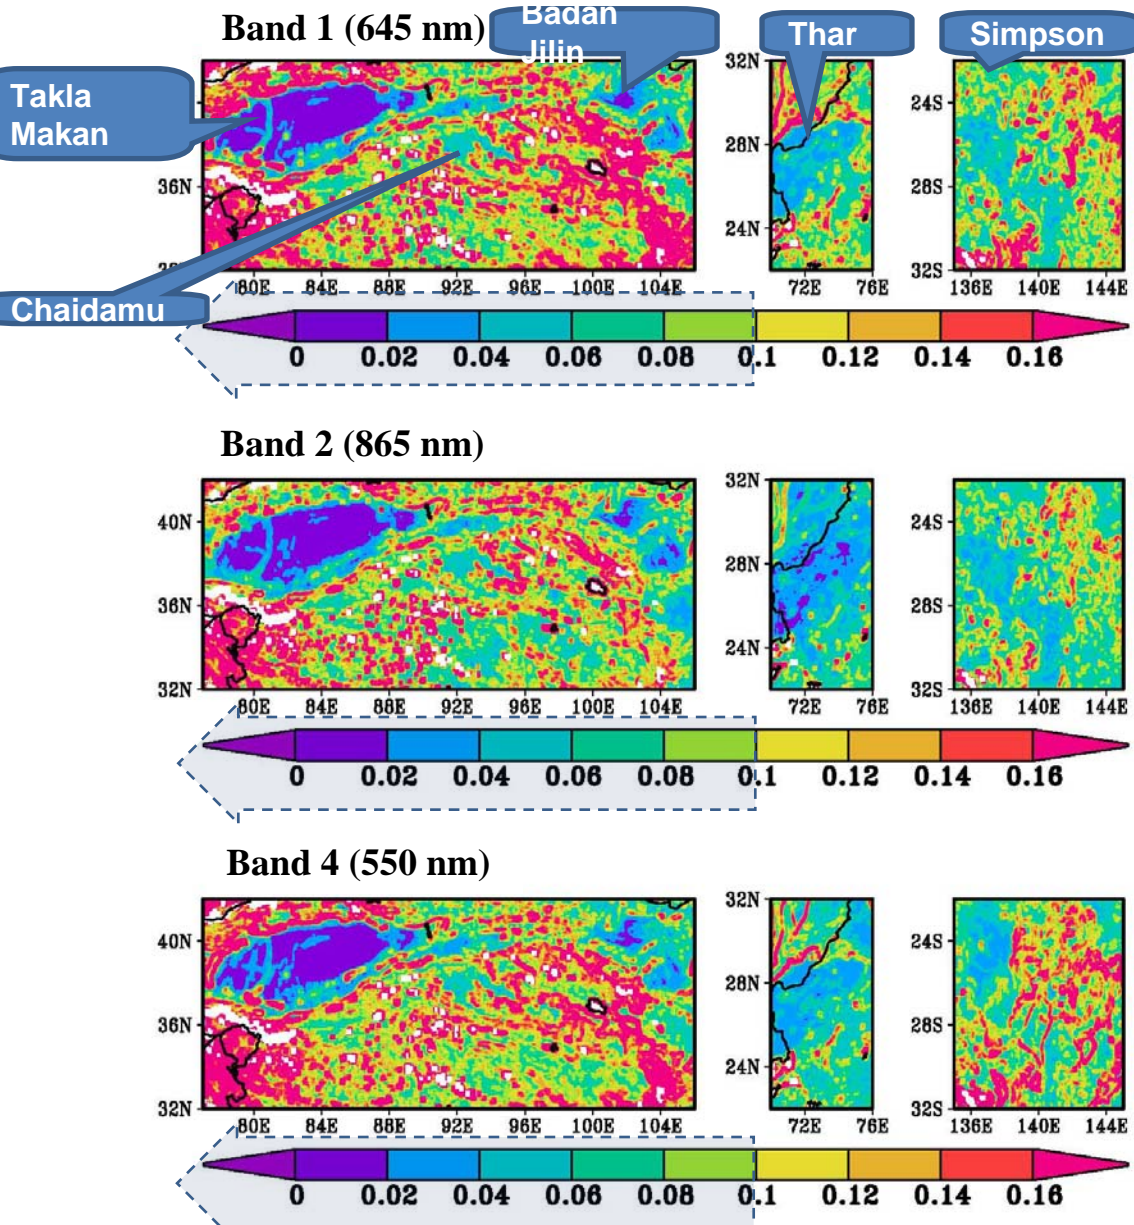 Band 1 (645 nm)
Badan
Jilin
Thar
Simpson
Takla
Makan
Chaidamu
36N
80E 84E 88E 92E 96E 100E 104E
32N
28N
24N
72E 76E
24S
28S
32S
136E 140E 144E
0 0.02 0.04 0.06 0.08 0.1 0.12 0.14 0.16
Band 2 (865 nm)
40N
36N
32N
80E 84E 88E 92E 96E 100E 104E
32N
28N
24N
72E 76E
24S
28S
32S
136E 140E 144E
0 0.02 0.04 0.06 0.08 0.1 0.12 0.14 0.16
Band 4 (550 nm)
40N
36N
32N
80E 84E 88E 92E 96E 100E 104E
32N
28N
24N
72E 76E
24S
28S
32S
136E 140E 144E
0 0.02 0.04 0.06 0.08 0.1 0.12 0.14 0.16